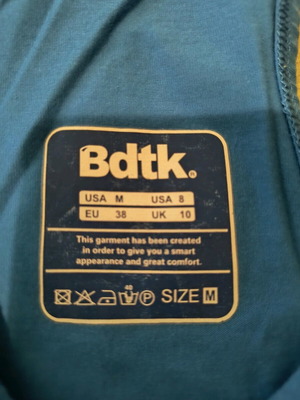 Bdtk.®
USA M USA 8
EU 38 UK 10
This garment has been created
in order to give you a smart
appearance and great comfort.
40 P SIZE M